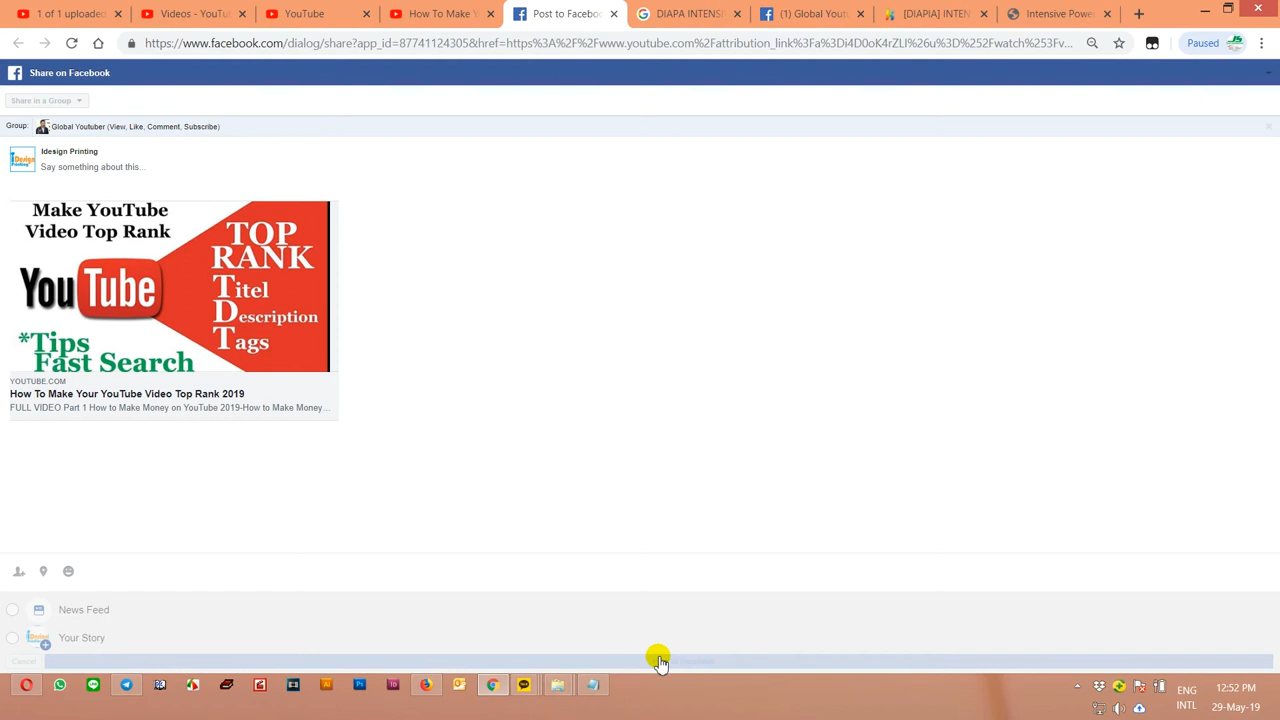 1 of 1 uploaded
Videos - YouTu
YouTube
How To Make Y
Post to Faceboo
DIAPA INTENSI
(1) Global Yout
[DIAPIA] INTEN
Intensive Powe
https://www.facebook.com/dialog/share?app_id=87741124305&href=https%3A%2F%2Fwww.youtube.com%2Fattribution_link%3Fa%3Di4D0oK4rZLI%26u%3D%252Fwatch%253Fv...
Paused
Share on Facebook
Share in a Group
Group: Global Youtuber (View, Like, Comment, Subscribe)
Idesign Printing
Say something about this...
Make YouTube
Video Top Rank
YouTube
TOP
RANK
Titel
Description
Tags
*Tips
Fast Search
YOUTUBE.COM
How To Make Your YouTube Video Top Rank 2019
FULL VIDEO Part 1 How to Make Money on YouTube 2019-How to Make Money...
News Feed
Your Story
Cancel
ENG
INTL
12:52 PM
29-May-19